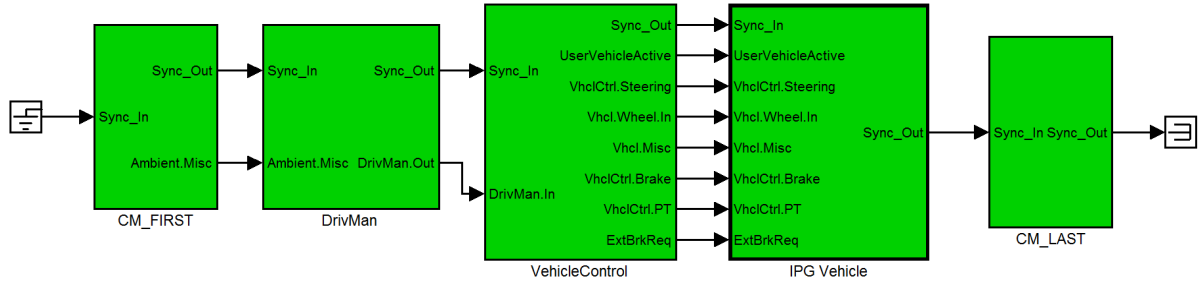 Sync_In
Sync_Out
Ambient.Misc
CM_FIRST
Sync_In
Ambient.Misc
Sync_Out
DrivMan.Out
DrivMan
Sync_In
DrivMan.In
Sync_Out
UserVehicleActive
VhclCtrl.Steering
Vhcl.Wheel.In
Vhcl.Misc
VhclCtrl.Brake
VhclCtrl.PT
ExtBrkReq
VehicleControl
Sync_In
UserVehicleActive
VhclCtrl.Steering
Vhcl.Wheel.In
Vhcl.Misc
VhclCtrl.Brake
VhclCtrl.PT
ExtBrkReq
Sync_Out
IPG Vehicle
Sync_In
Sync_Out
CM_LAST